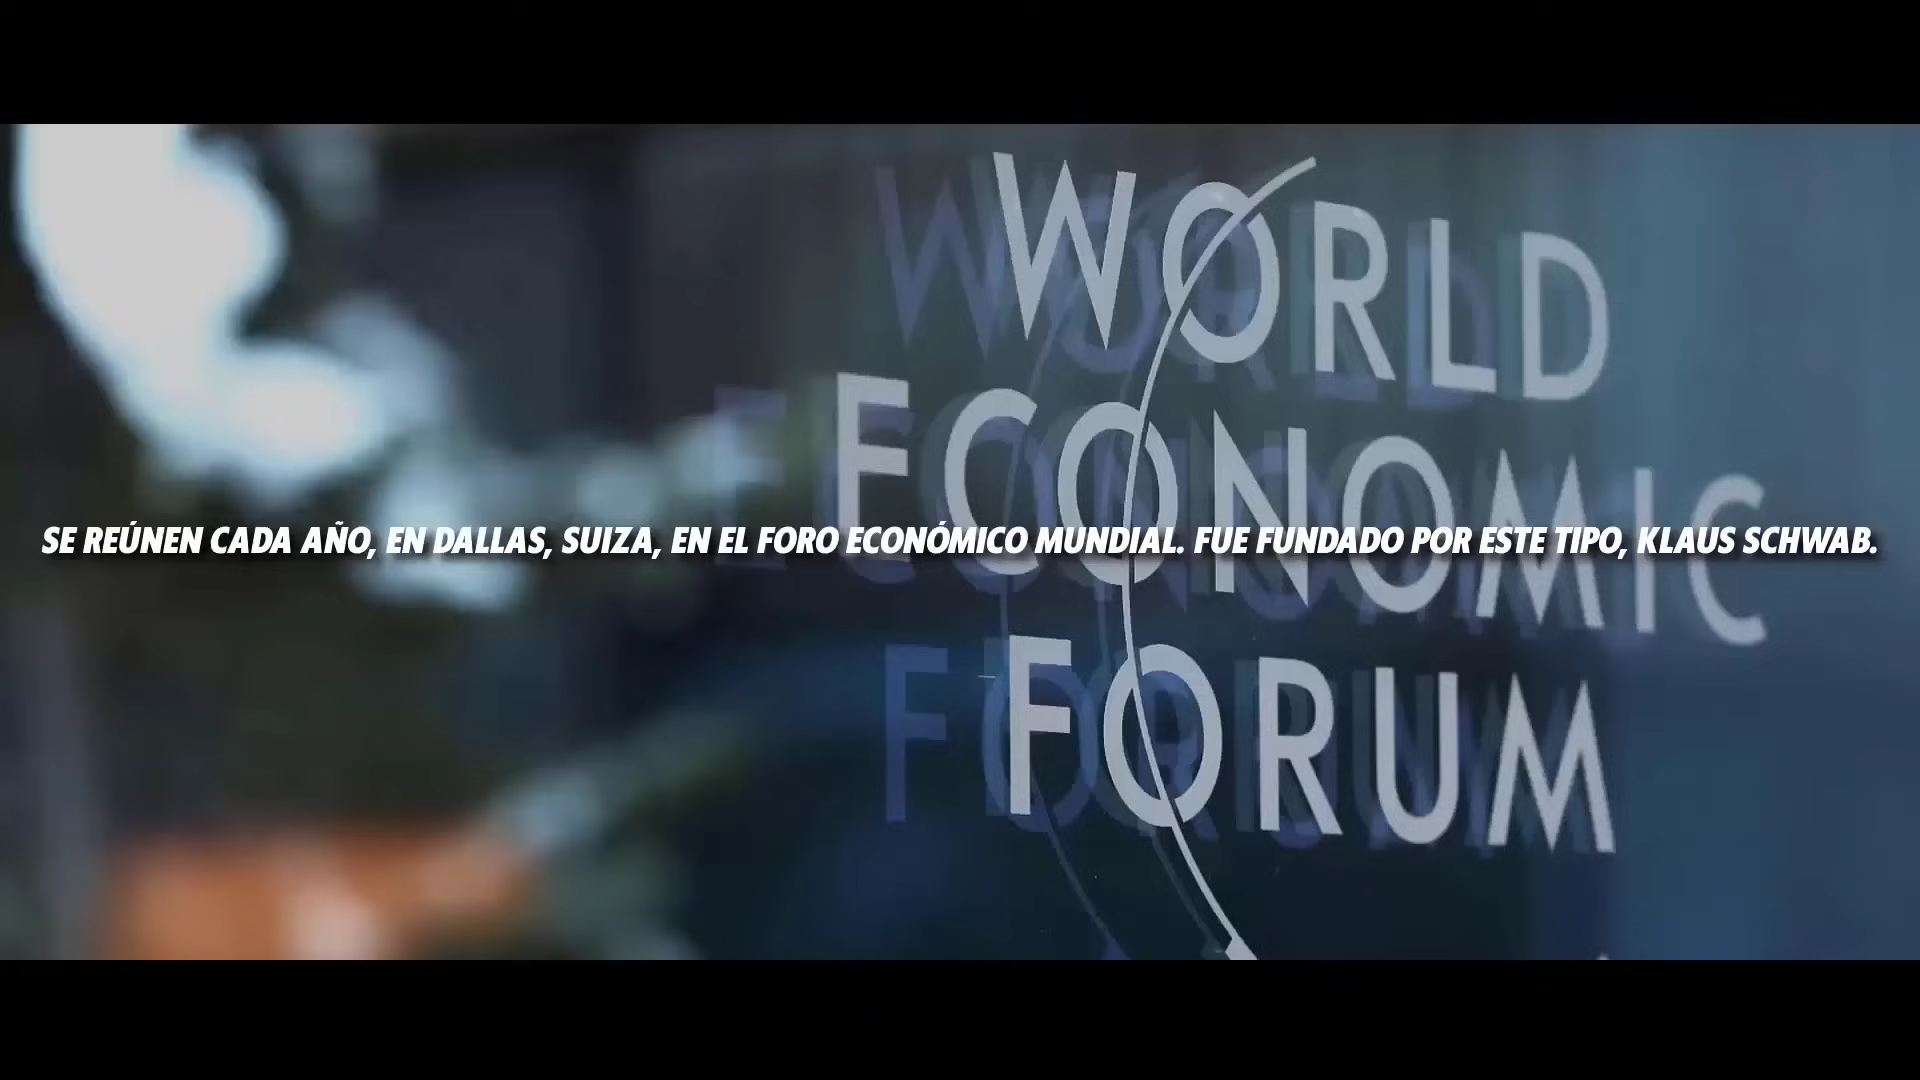 WORLD
ECONOMIC
SE REÚNEN CADA AÑO, EN DALLAS, SUIZA, EN EL FORO ECONÓMICO MUNDIAL. FUE FUNDADO POR ESTE TIPO, KLAUS SCHWAB.
FORUM